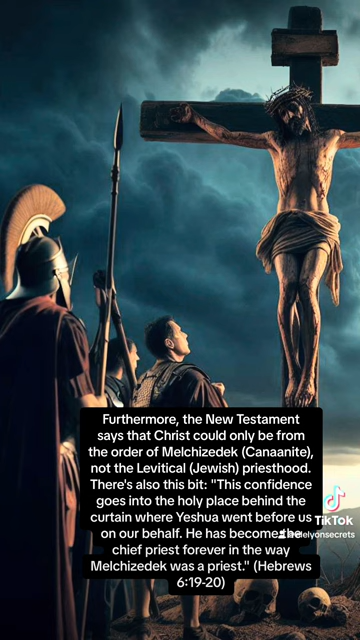 Furthermore, the New Testament
says that Christ could only be from
the order of Melchizedek (Canaanite),
not the Levitical (Jewish) priesthood.
There's also this bit: "This confidence
goes into the holy place behind the
curtain where Yeshua went before us
on our behalf. He has become the
chief priest forever in the way
Melchizedek was a priest." (Hebrews
6:19-20)
TikTok